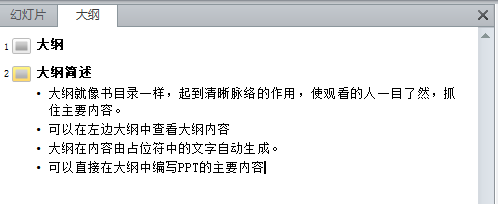 幻灯片 大纲
1 大纲
2 大纲简述
• 大纲就像书目录一样，起到清晰脉络的作用，使观看的人一目了然，抓
住主要内容。
• 可以在左边大纲中查看大纲内容
• 大纲在内容由占位符中的文字自动生成。
• 可以直接在大纲中编写PPT的主要内容